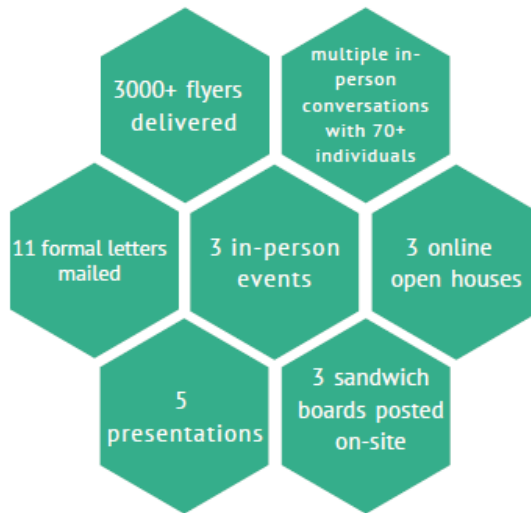 3000+ flyers
delivered
multiple in-
person
conversations
with 70+
individuals
11 formal letters
mailed
3 in-person
events
3 online
open houses
5
presentations
3 sandwich
boards posted
on-site